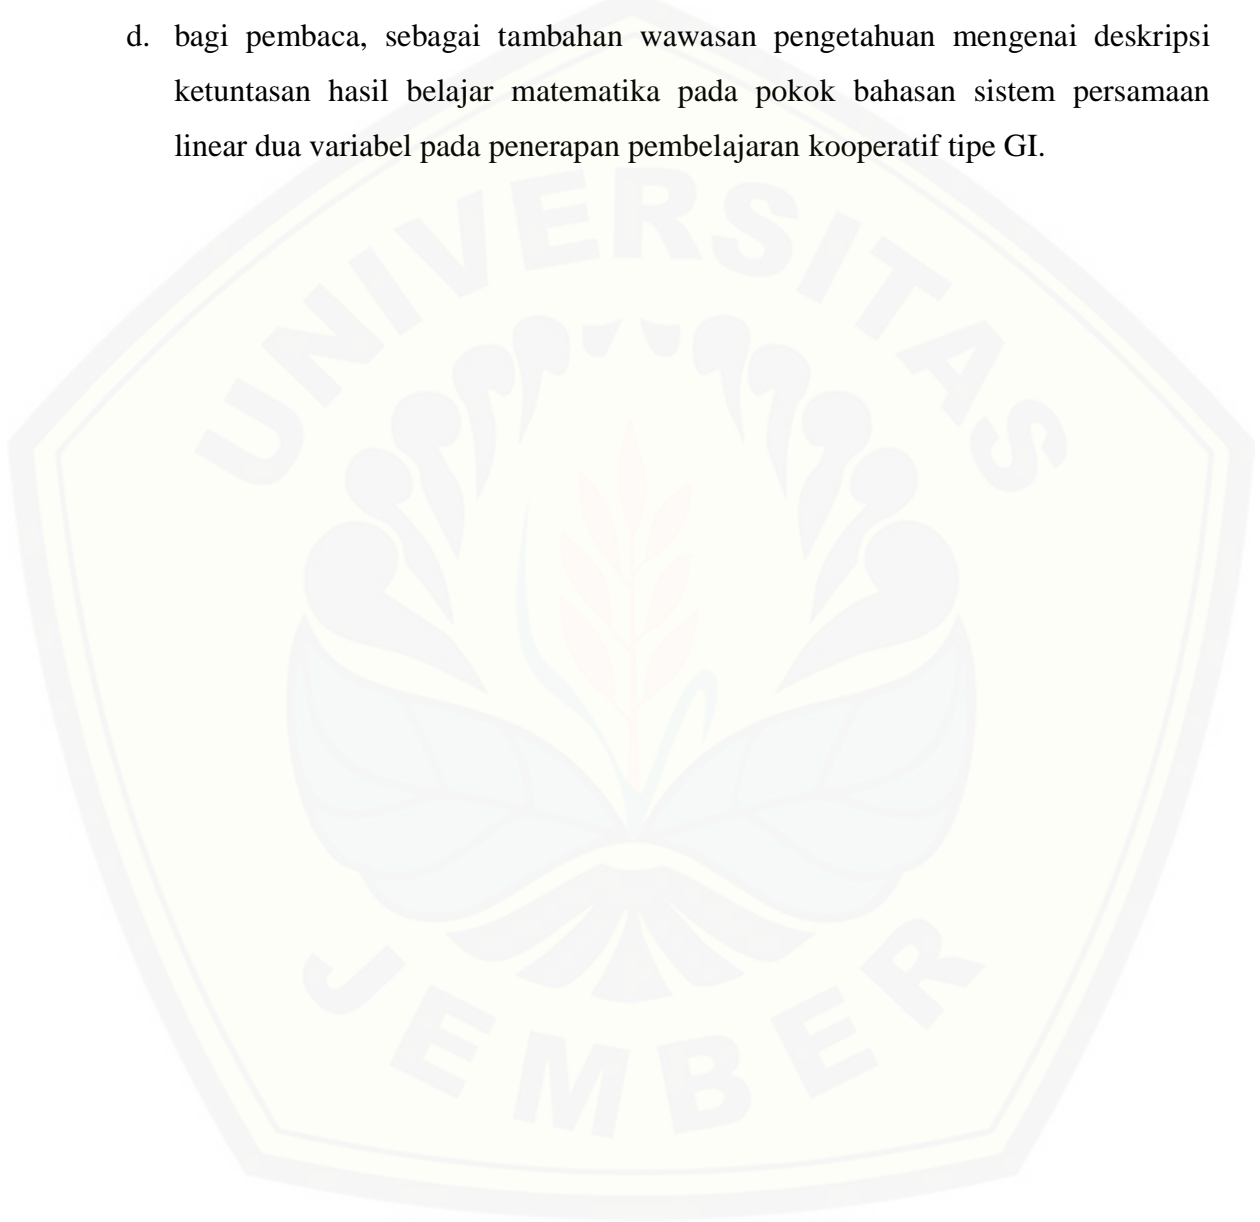 d. bagi pembaca, sebagai tambahan wawasan pengetahuan mengenai deskripsi
ketuntasan hasil belajar matematika pada pokok bahasan sistem persamaan
linear dua variabel pada penerapan pembelajaran kooperatif tipe GI.
UNIVERSITAS
JEMBER